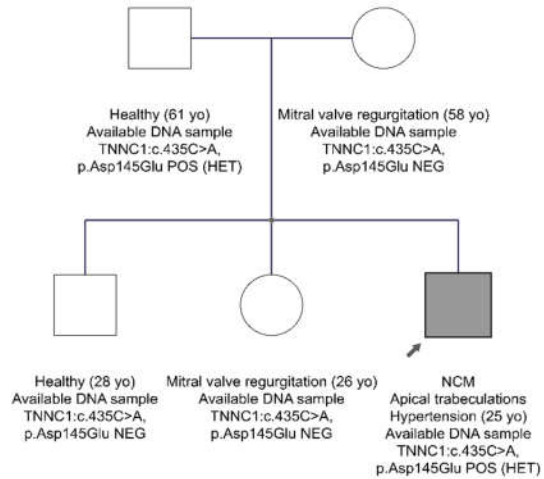 Healthy (61 yo)
Available DNA sample
TNNC1:c.435C>A,
p.Asp145Glu POS (HET)
Mitral valve regurgitation (58 yo)
Available DNA sample
TNNC1:c.435C>A,
p.Asp145Glu NEG
Healthy (28 yo)
Available DNA sample
TNNC1:c.435C>A,
p.Asp145Glu NEG
Mitral valve regurgitation (26 yo)
Available DNA sample
TNNC1:c.435C>A,
p.Asp145Glu NEG
NCM
Apical trabeculations
Hypertension (25 yo)
Available DNA sample
TNNC1:c.435C>A,
p.Asp145Glu POS (HET)